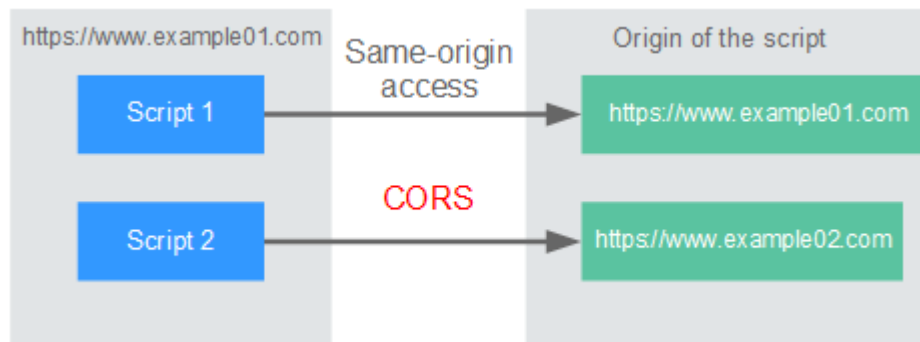 https://www.example01.com
Origin of the script
Same-origin
access
Script 1
https://www.example01.com
CORS
Script 2
https://www.example02.com